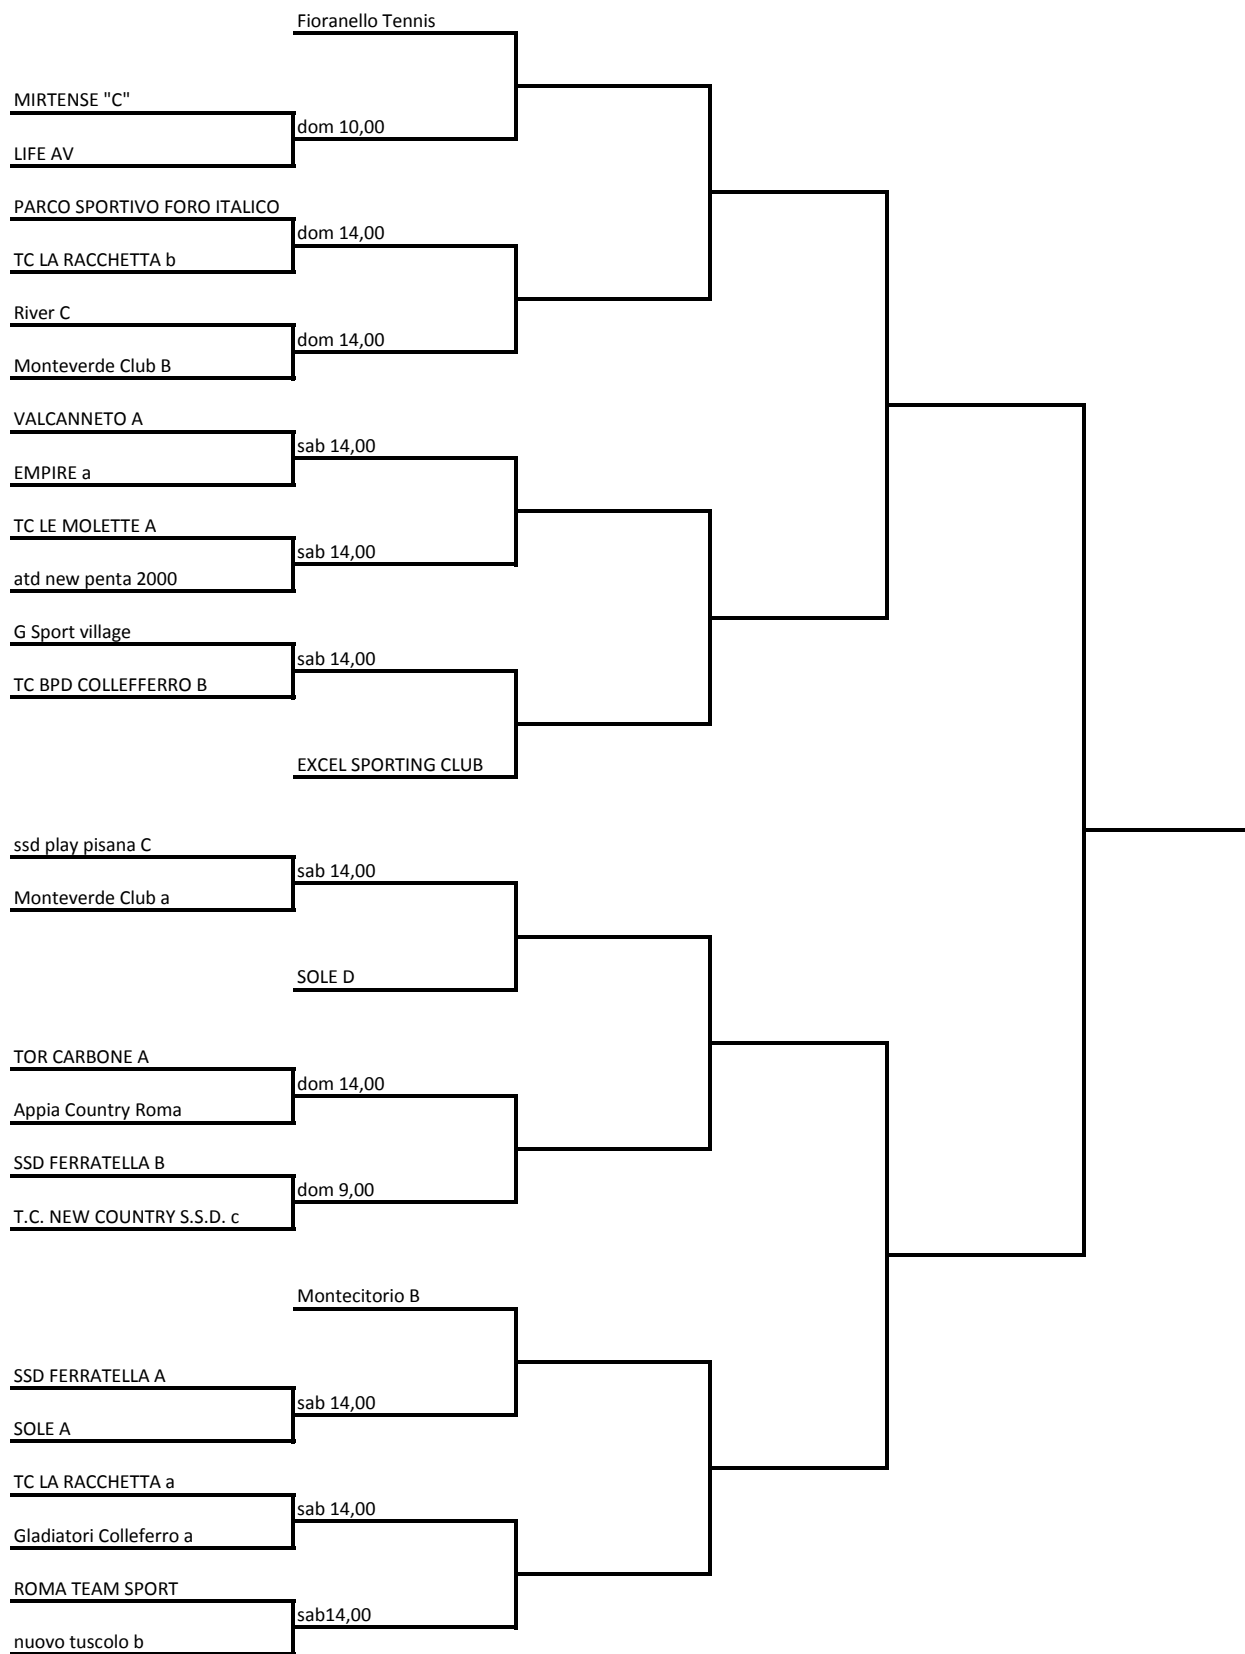 Fioranello Tennis
MIRTENSE "C"
dom 10,00
LIFE AV
PARCO SPORTIVO FORO ITALICO
dom 14,00
TC LA RACCHETTA b
River C
dom 14,00
Monteverde Club B
VALCANNETO A
sab 14,00
EMPIRE a
TC LE MOLETTE A
sab 14,00
atd new penta 2000
G Sport village
sab 14,00
TC BPD COLLEFFERRO B
EXCEL SPORTING CLUB
ssd play pisana C
sab 14,00
Monteverde Club a
SOLE D
TOR CARBONE A
dom 14,00
Appia Country Roma
SSD FERRATELLA B
dom 9,00
T.C. NEW COUNTRY S.S.D. c
Montecitorio B
SSD FERRATELLA A
sab 14,00
SOLE A
TC LA RACCHETTA a
sab 14,00
Gladiatori Colleferro a
ROMA TEAM SPORT
sab14,00
nuovo tuscolo b